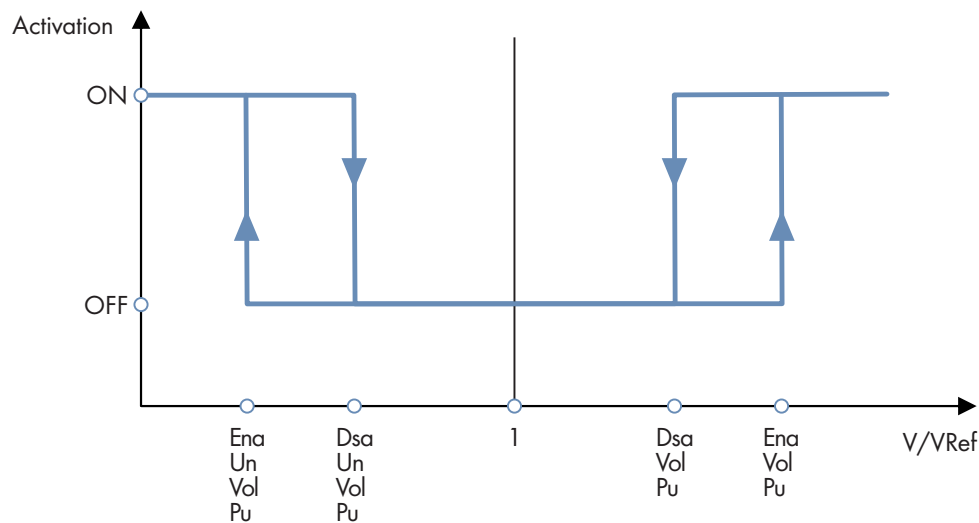 Activation
ON
OFF
Ena
Un
Vol
Pu
Dsa
Un
Vol
Pu
1
Dsa
Vol
Pu
Ena
Vol
Pu
V/VRef